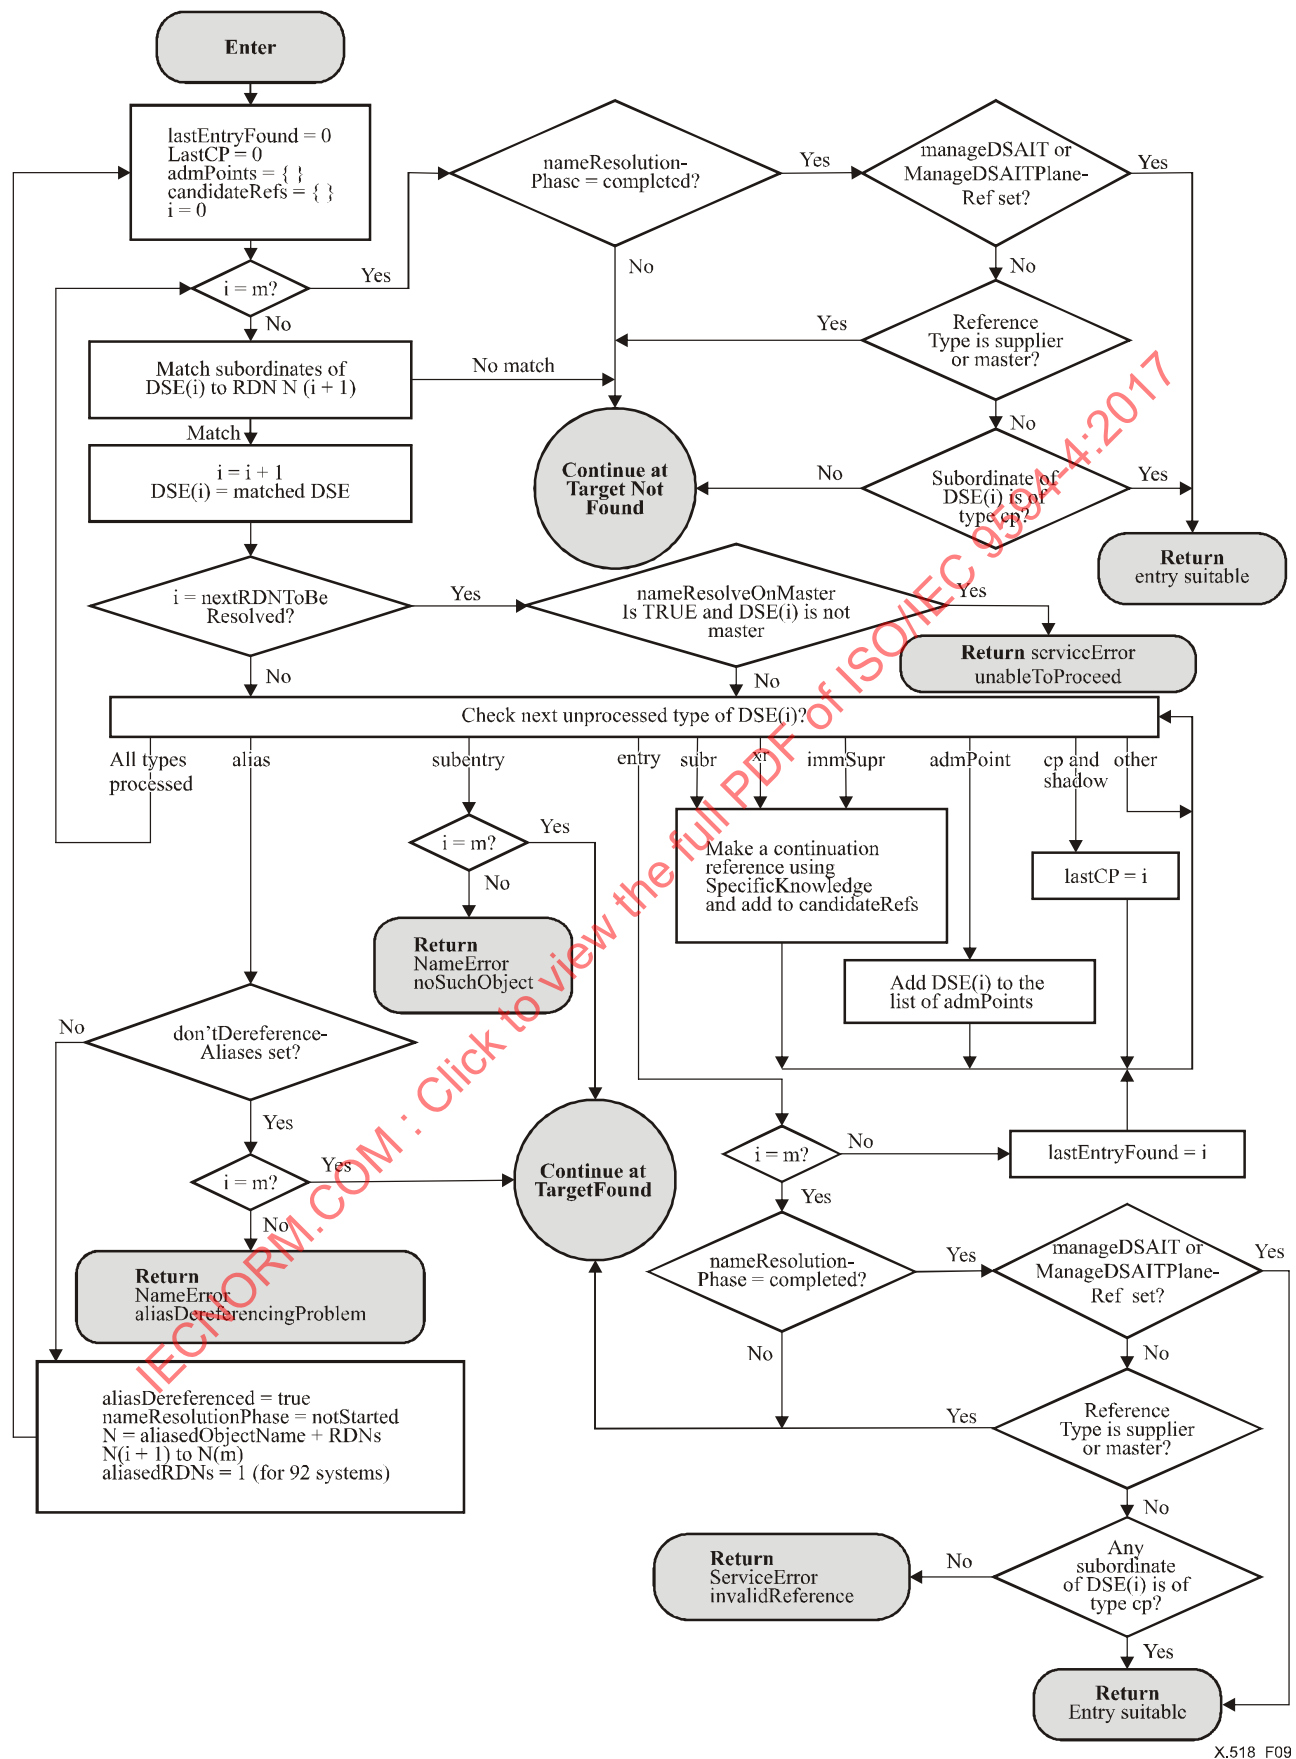 Enter
lastEntryFound = 0
LastCP = 0
admPoints = { }
candidateRefs = { }
i = 0
nameResolution-
Phase = completed?
Yes
manageDSAIT or
ManageDSAITPlane-
Ref set?
Yes
No
No
i = m?
Yes
No
Yes
Reference
Type is supplier
or master?
Match subordinates of
DSE(i) to RDN N (i + 1)
No match
No
Match
i = i + 1
DSE(i) = matched DSE
Continue at
Target Not
Found
No
Subordinate of
DSE(i) is of
type cp?
Yes
Return
entry suitable
i = nextRDNToBe
Resolved?
Yes
nameResolveOnMaster
Is TRUE and DSE(i) is not
master
Yes
Return serviceError
unableToProceed
No
No
Check next unprocessed type of DSE(i)?
All types
processed
alias
subentry
entry
subr
xr
immSupr
admPoint
cp and
shadow
other
i = m?
Yes
No
Make a continuation
reference using
SpecificKnowledge
and add to candidateRefs
lastCP = i
Return
NameError
noSuchObject
Add DSE(i) to the
list of admPoints
No
don'tDereference-
Aliases set?
Yes
i = m?
Yes
No
Continue at
TargetFound
i = m?
No
lastEntryFound = i
Yes
Return
NameError
aliasDereferencingProblem
nameResolution-
Phase = completed?
Yes
manageDSAIT or
ManageDSAITPlane-
Ref set?
Yes
No
No
aliasDereferenced = true
nameResolutionPhase = notStarted
N = aliasedObjectName + RDNs
N(i + 1) to N(m)
aliasedRDNs = 1 (for 92 systems)
Yes
Reference
Type is supplier
or master?
No
Return
ServiceError
invalidReference
No
Any
subordinate
of DSE(i) is of
type cp?
Yes
Return
Entry suitable
X.518_F09
IECNORM.COM : Click to view the full PDF of ISO/IEC 9594-4:2017